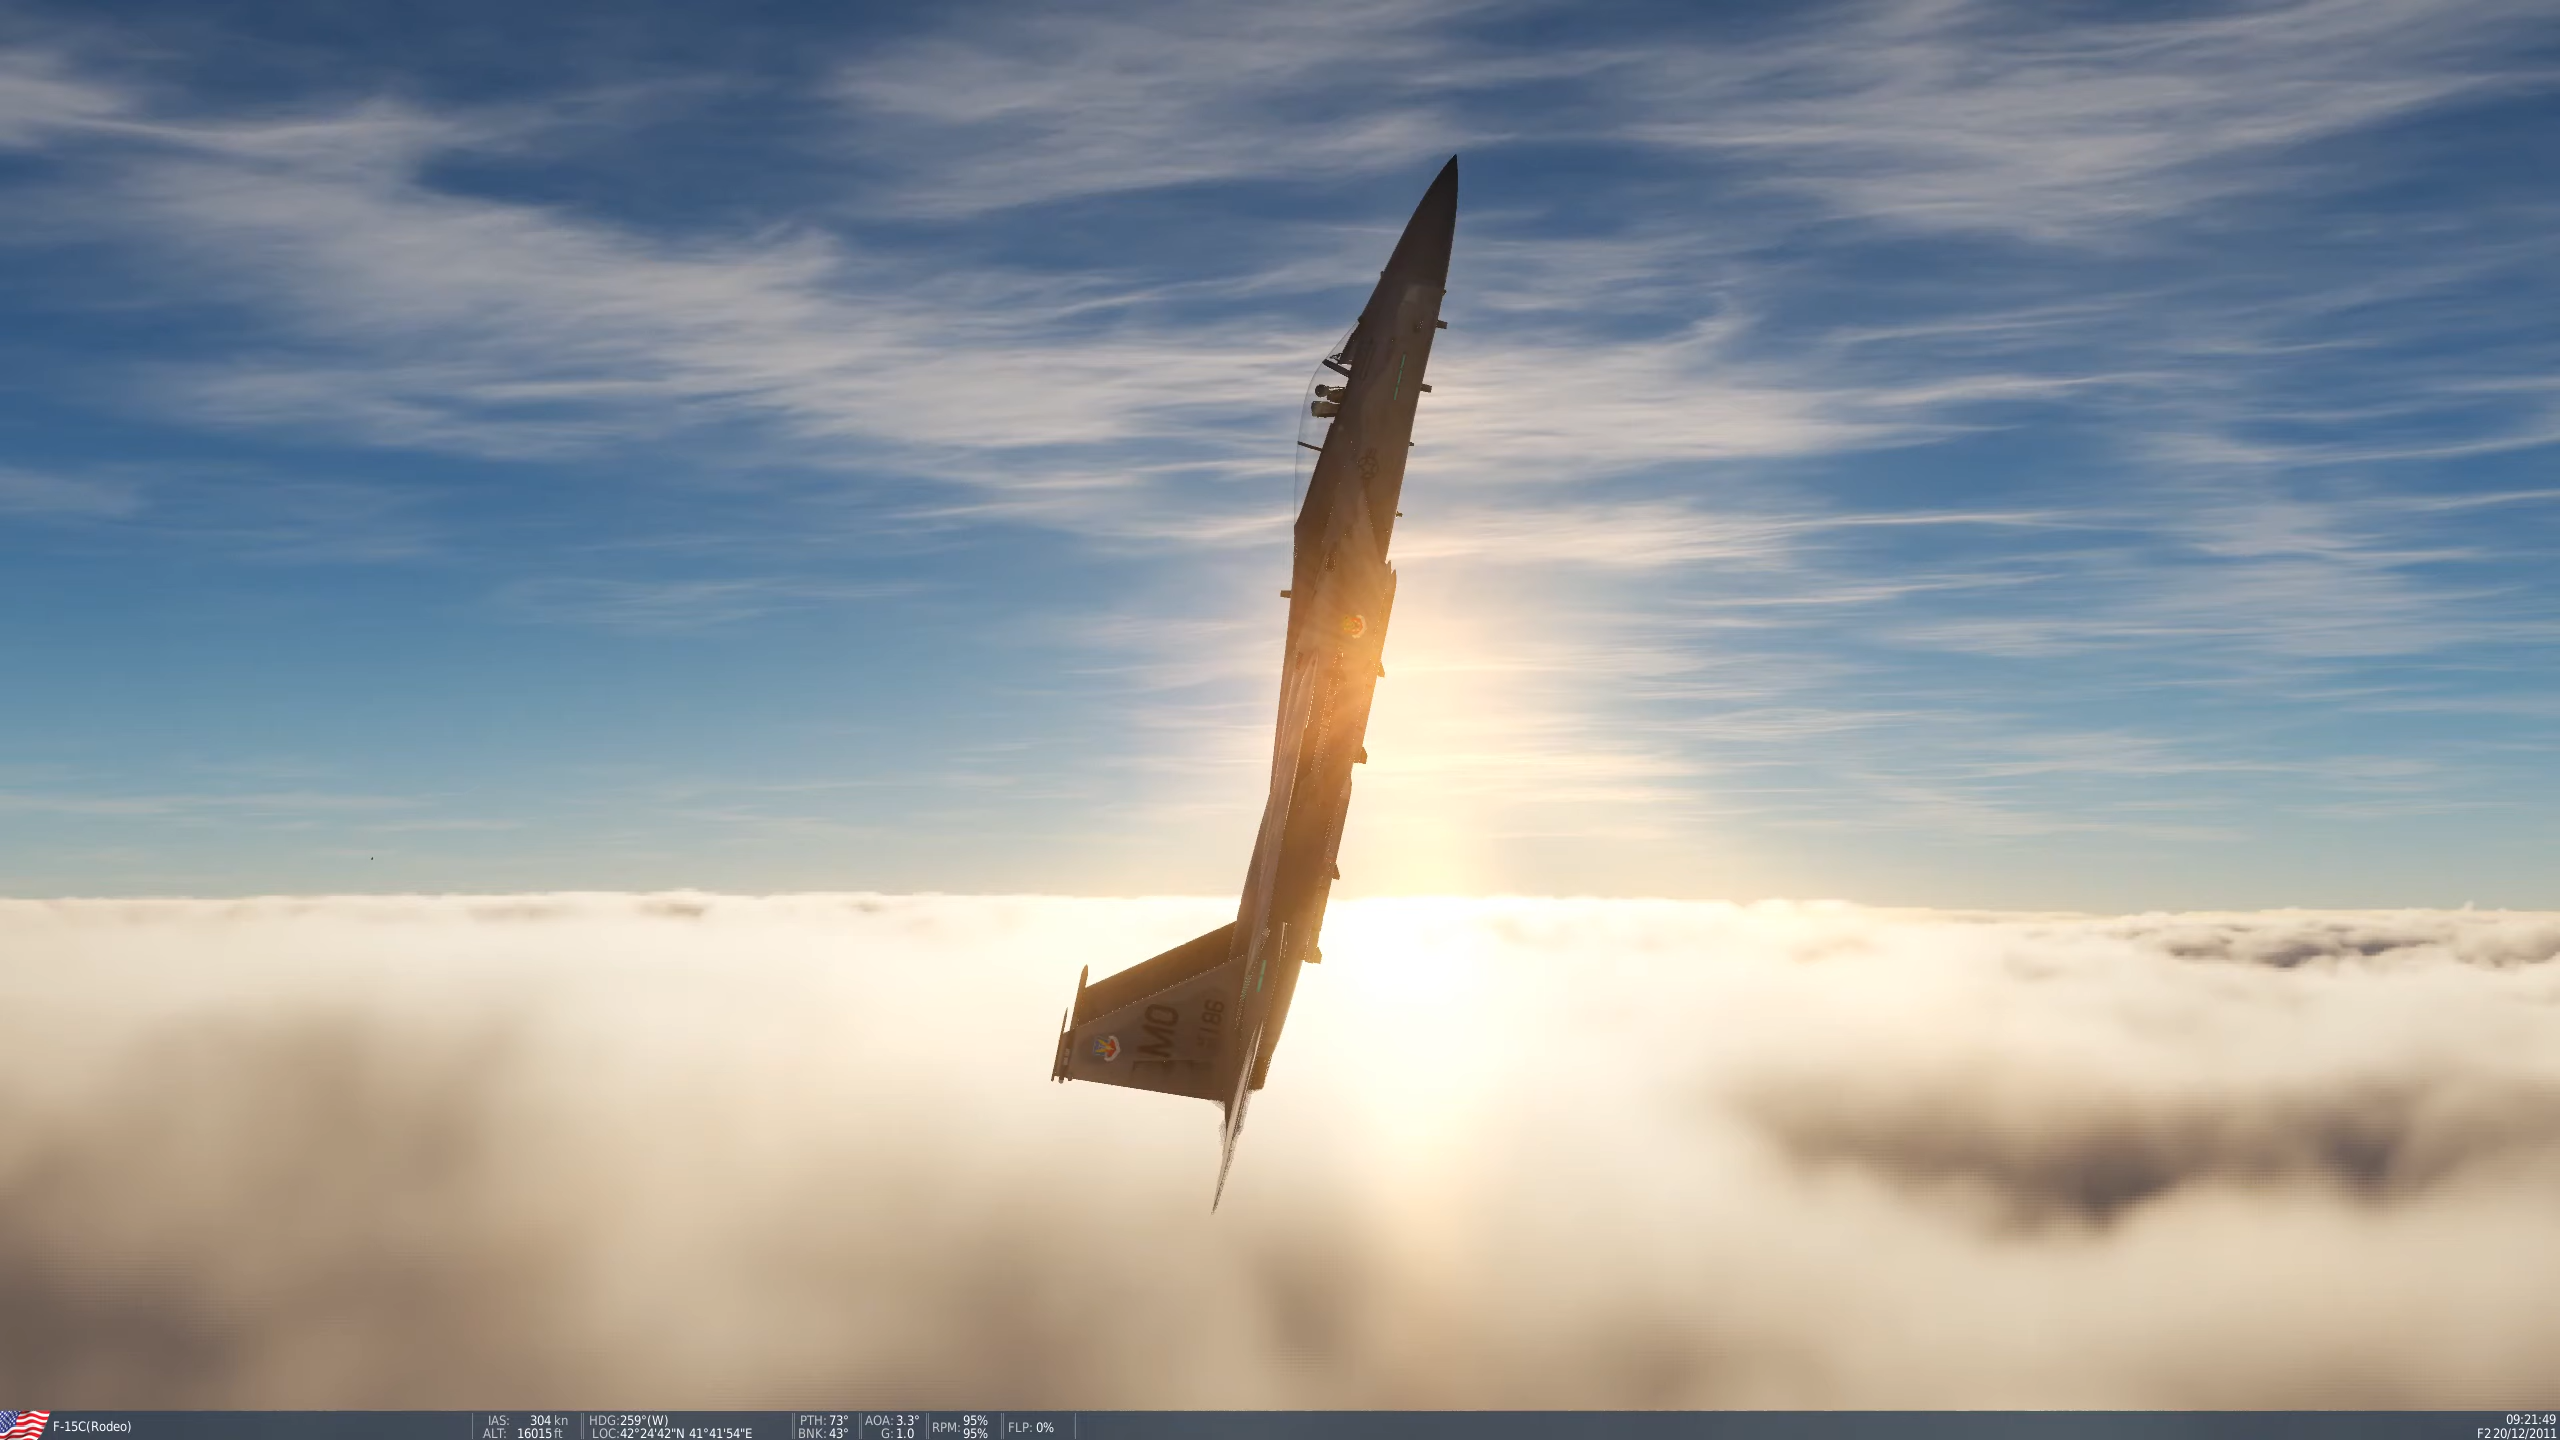 MO
186
F-15C(Rodeo)
IAS: 304 kn
ALT: 16015 ft
HDG:259°(W)
LOC:42°24'42"N 41°41'54"E
PTH: 73°
BNK: 43°
AOA: 3.3°
G: 1.0
RPM: 95%
95%
FLP: 0%
09:21:49
F2 20/12/2011